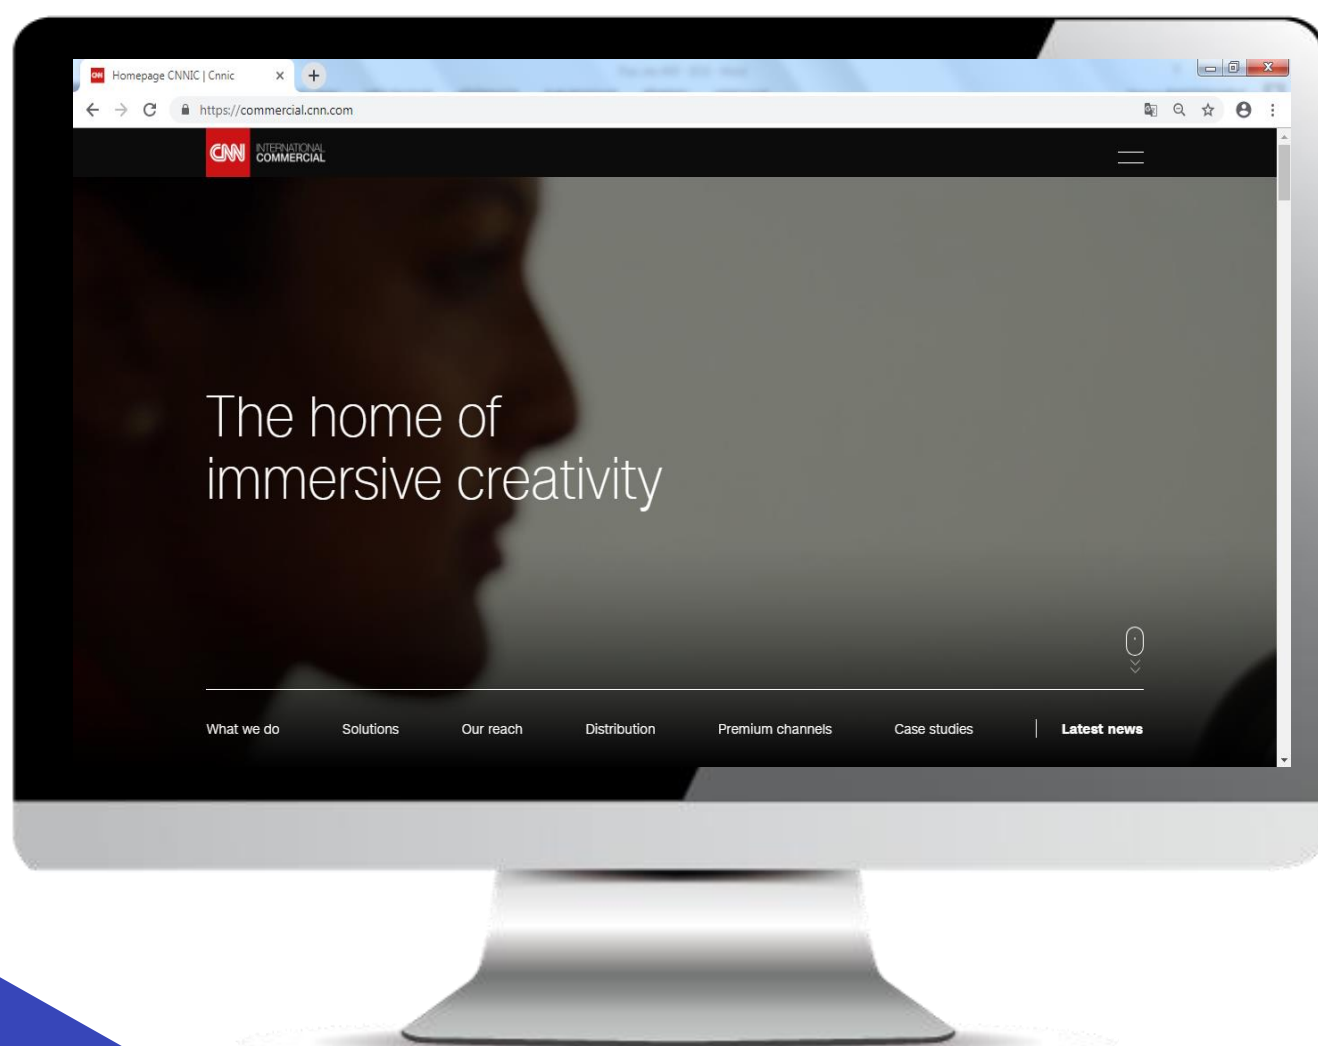 Homepage CNNIC | Cnnic
https://commercial.cnn.com
CNN INTERNATIONAL
COMMERCIAL
The home of
immersive creativity
What we do Solutions Our reach Distribution Premium channels Case studies Latest news